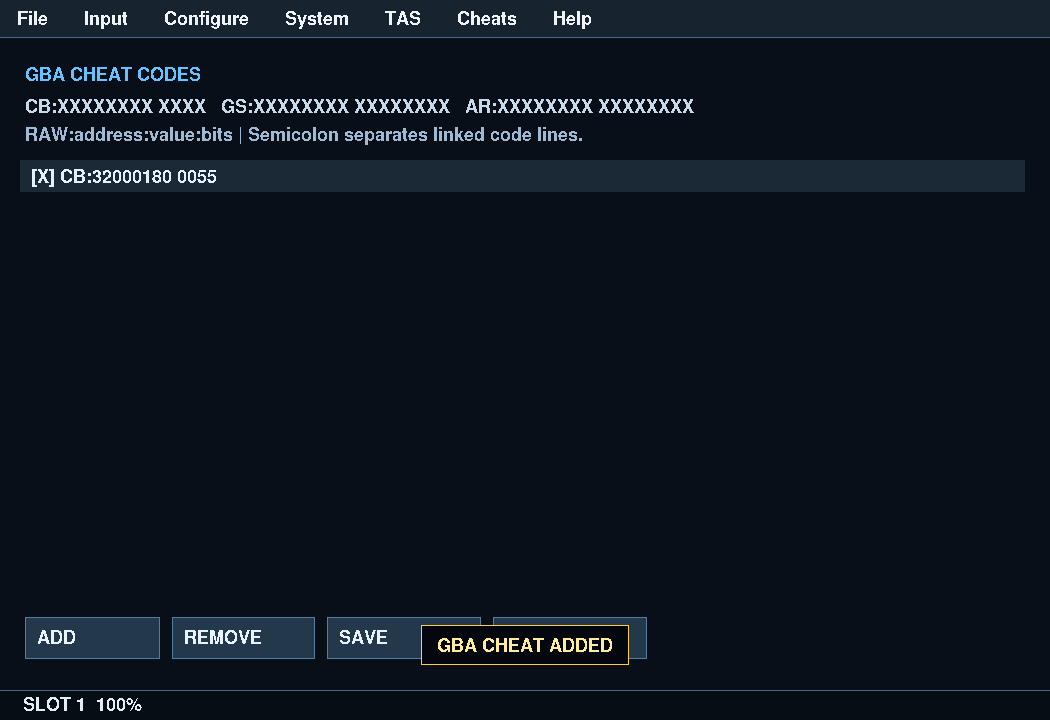 File Input Configure System TAS Cheats Help
GBA CHEAT CODES
CB:XXXXXXXX XXXX GS:XXXXXXXX XXXXXXXX AR:XXXXXXXX XXXXXXXX
RAW:address:value:bits | Semicolon separates linked code lines.
[X] CB:32000180 0055
ADD REMOVE SAVE
GBA CHEAT ADDED
SLOT 1 100%